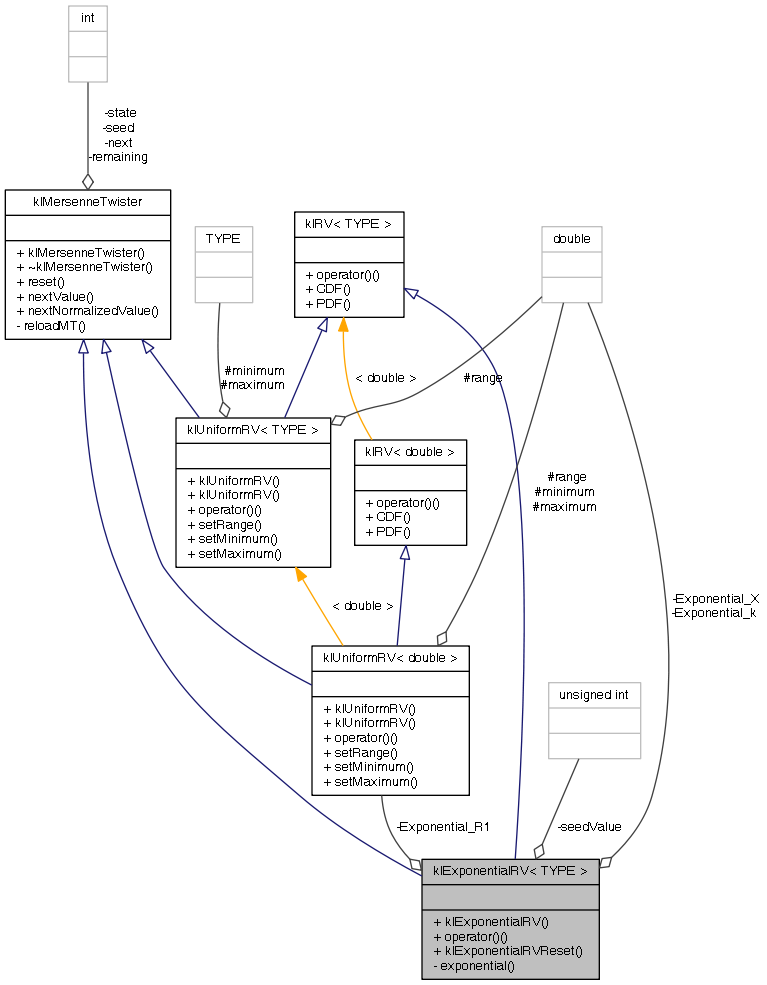 int
-state
-seed
-next
-remaining
klMersenneTwister
+ klMersenneTwister()
+ ~klMersenneTwister()
+ reset()
+ nextValue()
+ nextNormalizedValue()
- reloadMT()
TYPE
klRV< TYPE >
+ operator()()
+ CDF()
+ PDF()
double
#minimum
#maximum
< double >
#range
klUniformRV< TYPE >
+ klUniformRV()
+ klUniformRV()
+ operator()()
+ setRange()
+ setMinimum()
+ setMaximum()
klRV< double >
+ operator()()
+ CDF()
+ PDF()
#range
#minimum
#maximum
< double >
-Exponential_X
-Exponential_k
klUniformRV< double >
+ klUniformRV()
+ klUniformRV()
+ operator()()
+ setRange()
+ setMinimum()
+ setMaximum()
unsigned int
-Exponential_R1
-seedValue
klExponentialRV< TYPE >
+ klExponentialRV()
+ operator()()
+ klExponentialRVReset()
- exponential()